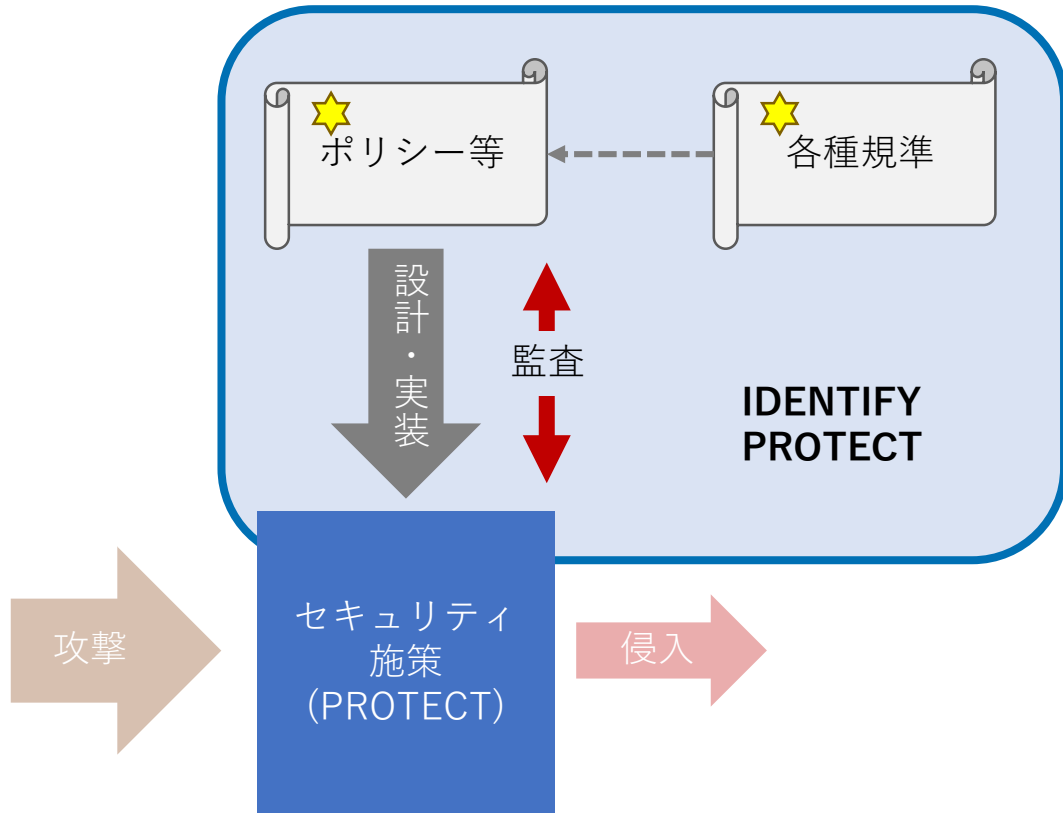 ポリシー等
各種規準
設計・実装
監査
IDENTIFY
PROTECT
攻撃
セキュリティ
施策
(PROTECT)
侵入